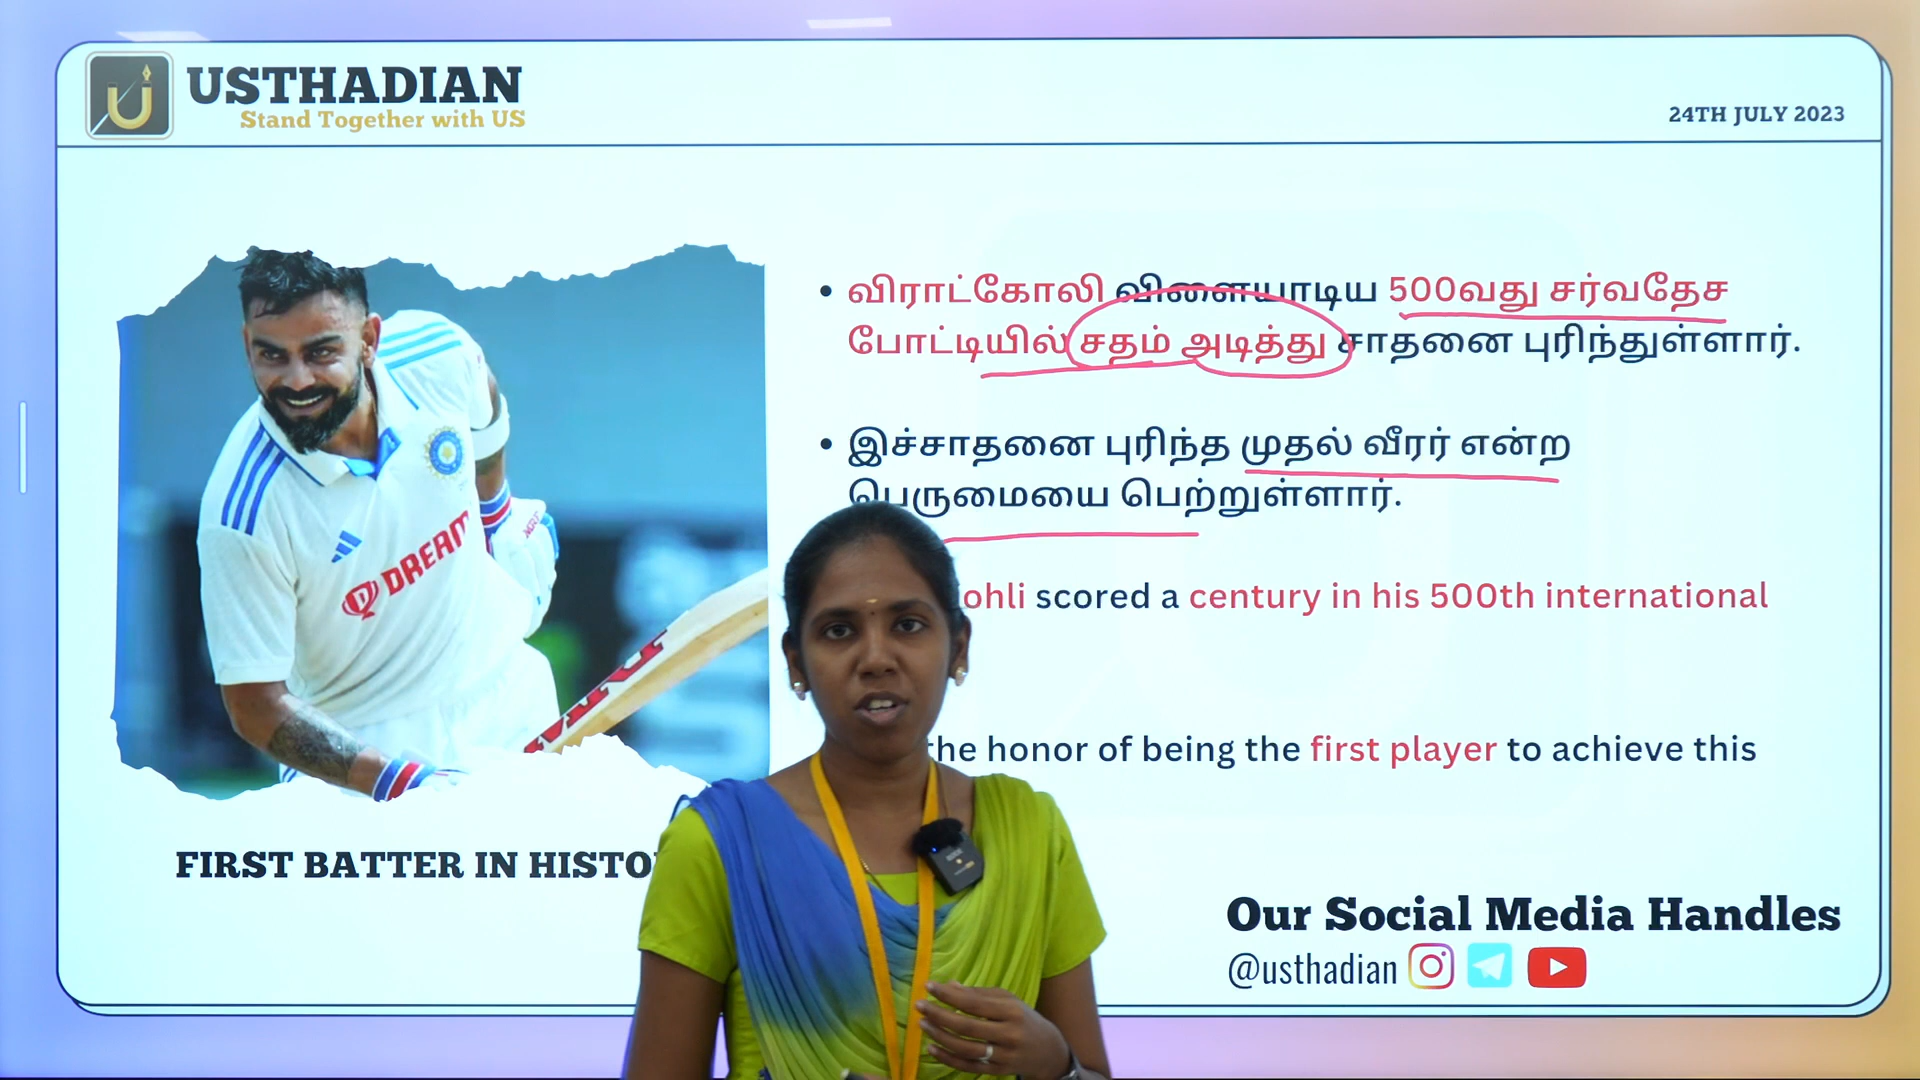 USTHADIAN
Stand Together with US
24TH JULY 2023
விராட்கோலி விளையாடிய 500வது சர்வதேச
போட்டியில் சதம் அடித்து சாதனை புரிந்துள்ளார்.
இச்சாதனை புரிந்த முதல் வீரர் என்ற
பெருமையை பெற்றுள்ளார்.
ohli scored a century in his 500th international
the honor of being the first player to achieve this
DREAM
FIRST BATTER IN HISTO
Our Social Media Handles
@usthadian